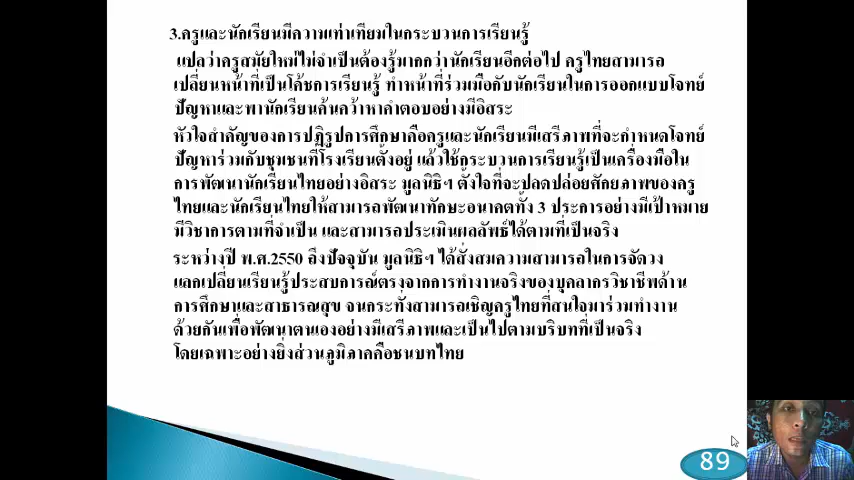 3.ครูและนักเรียนมีความเท่าเทียมในกระบวนการเรียนรู้
แปลว่าครูสมัยใหม่ไม่จำเป็นต้องรู้มากกว่านักเรียนอีกต่อไป ครูไทยสามารถ
เปลี่ยนหน้าที่เป็นโค้ชการเรียนรู้ ทำหน้าที่ร่วมมือกับนักเรียนในการออกแบบโจทย์
ปัญหาและพานักเรียนค้นคว้าหาคำตอบอย่างมีอิสระ
หัวใจสำคัญของการปฏิรูปการศึกษาคือครูและนักเรียนมีเสรีภาพที่จะกำหนดโจทย์
ปัญหาร่วมกับชุมชนที่โรงเรียนตั้งอยู่ แล้วใช้กระบวนการเรียนรู้เป็นเครื่องมือใน
การพัฒนานักเรียนไทยอย่างอิสระ มูลนิธิฯ ตั้งใจที่จะปลดปล่อยศักยภาพของครู
ไทยและนักเรียนไทยให้สามารถพัฒนาทักษะอนาคตทั้ง 3 ประการอย่างมีเป้าหมาย
มีวิชาการตามที่จำเป็น และสามารถประเมินผลลัพธ์ได้ตามที่เป็นจริง
ระหว่างปี พ.ศ.2550 ถึงปัจจุบัน มูลนิธิฯ ได้สั่งสมความสามารถในการจัดวง
แลกเปลี่ยนเรียนรู้ประสบการณ์ตรงจากการทำงานจริงของบุคลากรวิชาชีพด้าน
การศึกษาและสาธารณสุข จนกระทั่งสามารถเชิญครูไทยที่สนใจมาร่วมทำงาน
ด้วยกันเพื่อพัฒนาตนเองอย่างมีเสรีภาพและเป็นไปตามบริบทที่เป็นจริง
โดยเฉพาะอย่างยิ่งส่วนภูมิภาคคือชนบทไทย
89